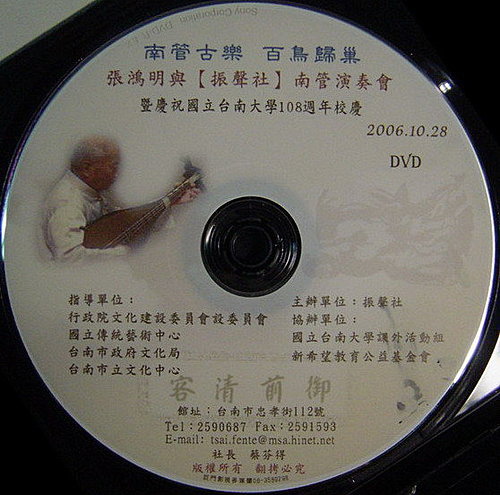 Sony Corporation
南管古樂 百鳥歸巢
張鴻明與【振聲社】南管演奏會
暨慶祝國立台南大學108週年校慶
2006.10.28
DVD
指導單位：
行政院文化建設委員會設委員會
國立傳統藝術中心
台南市政府文化局
台南市立文化中心
主辦單位：振聲社
協辦單位：
國立台南大學課外活動組
新希望教育公益基金會
御前清客
館址：台南市忠孝街112號
Tel：2590687 Fax：2591593
E-mail: tsai.fente@msa.hinet.net
社長 蔡芬得
版權所有 翻拷必究